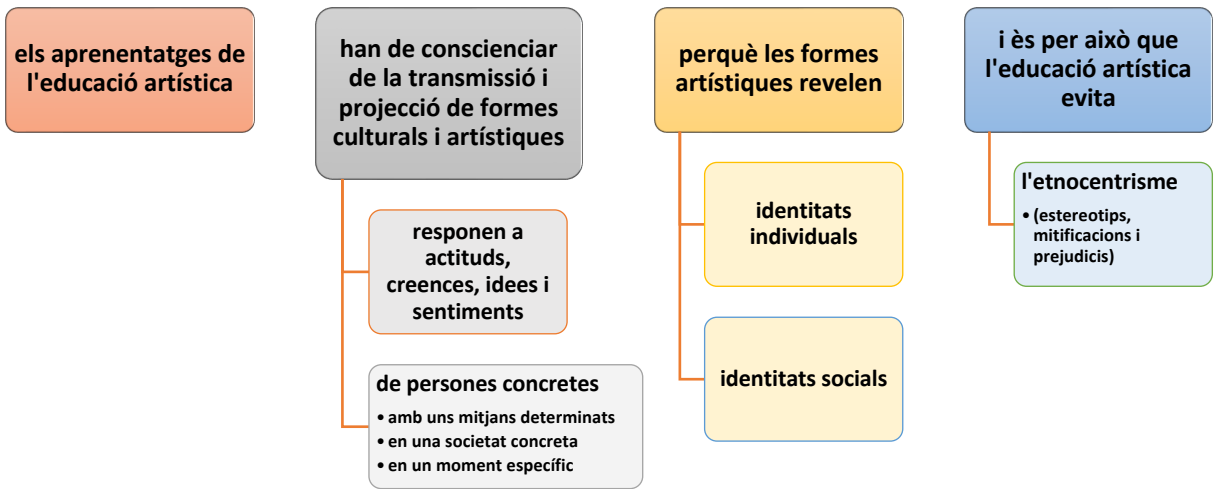 els aprenentatges de
l'educació artística
han de conscienciar
de la transmissió i
projecció de formes
culturals i artístiques
responen a
actituds,
creences, idees i
sentiments
de persones concretes
• amb uns mitjans determinats
• en una societat concreta
• en un moment específic
perquè les formes
artístiques revelen
identitats
individuals
identitats socials
i ès per això que
l'educació artística
evita
l'etnocentrisme
• (estereotips,
mitificacions i
prejudicis)